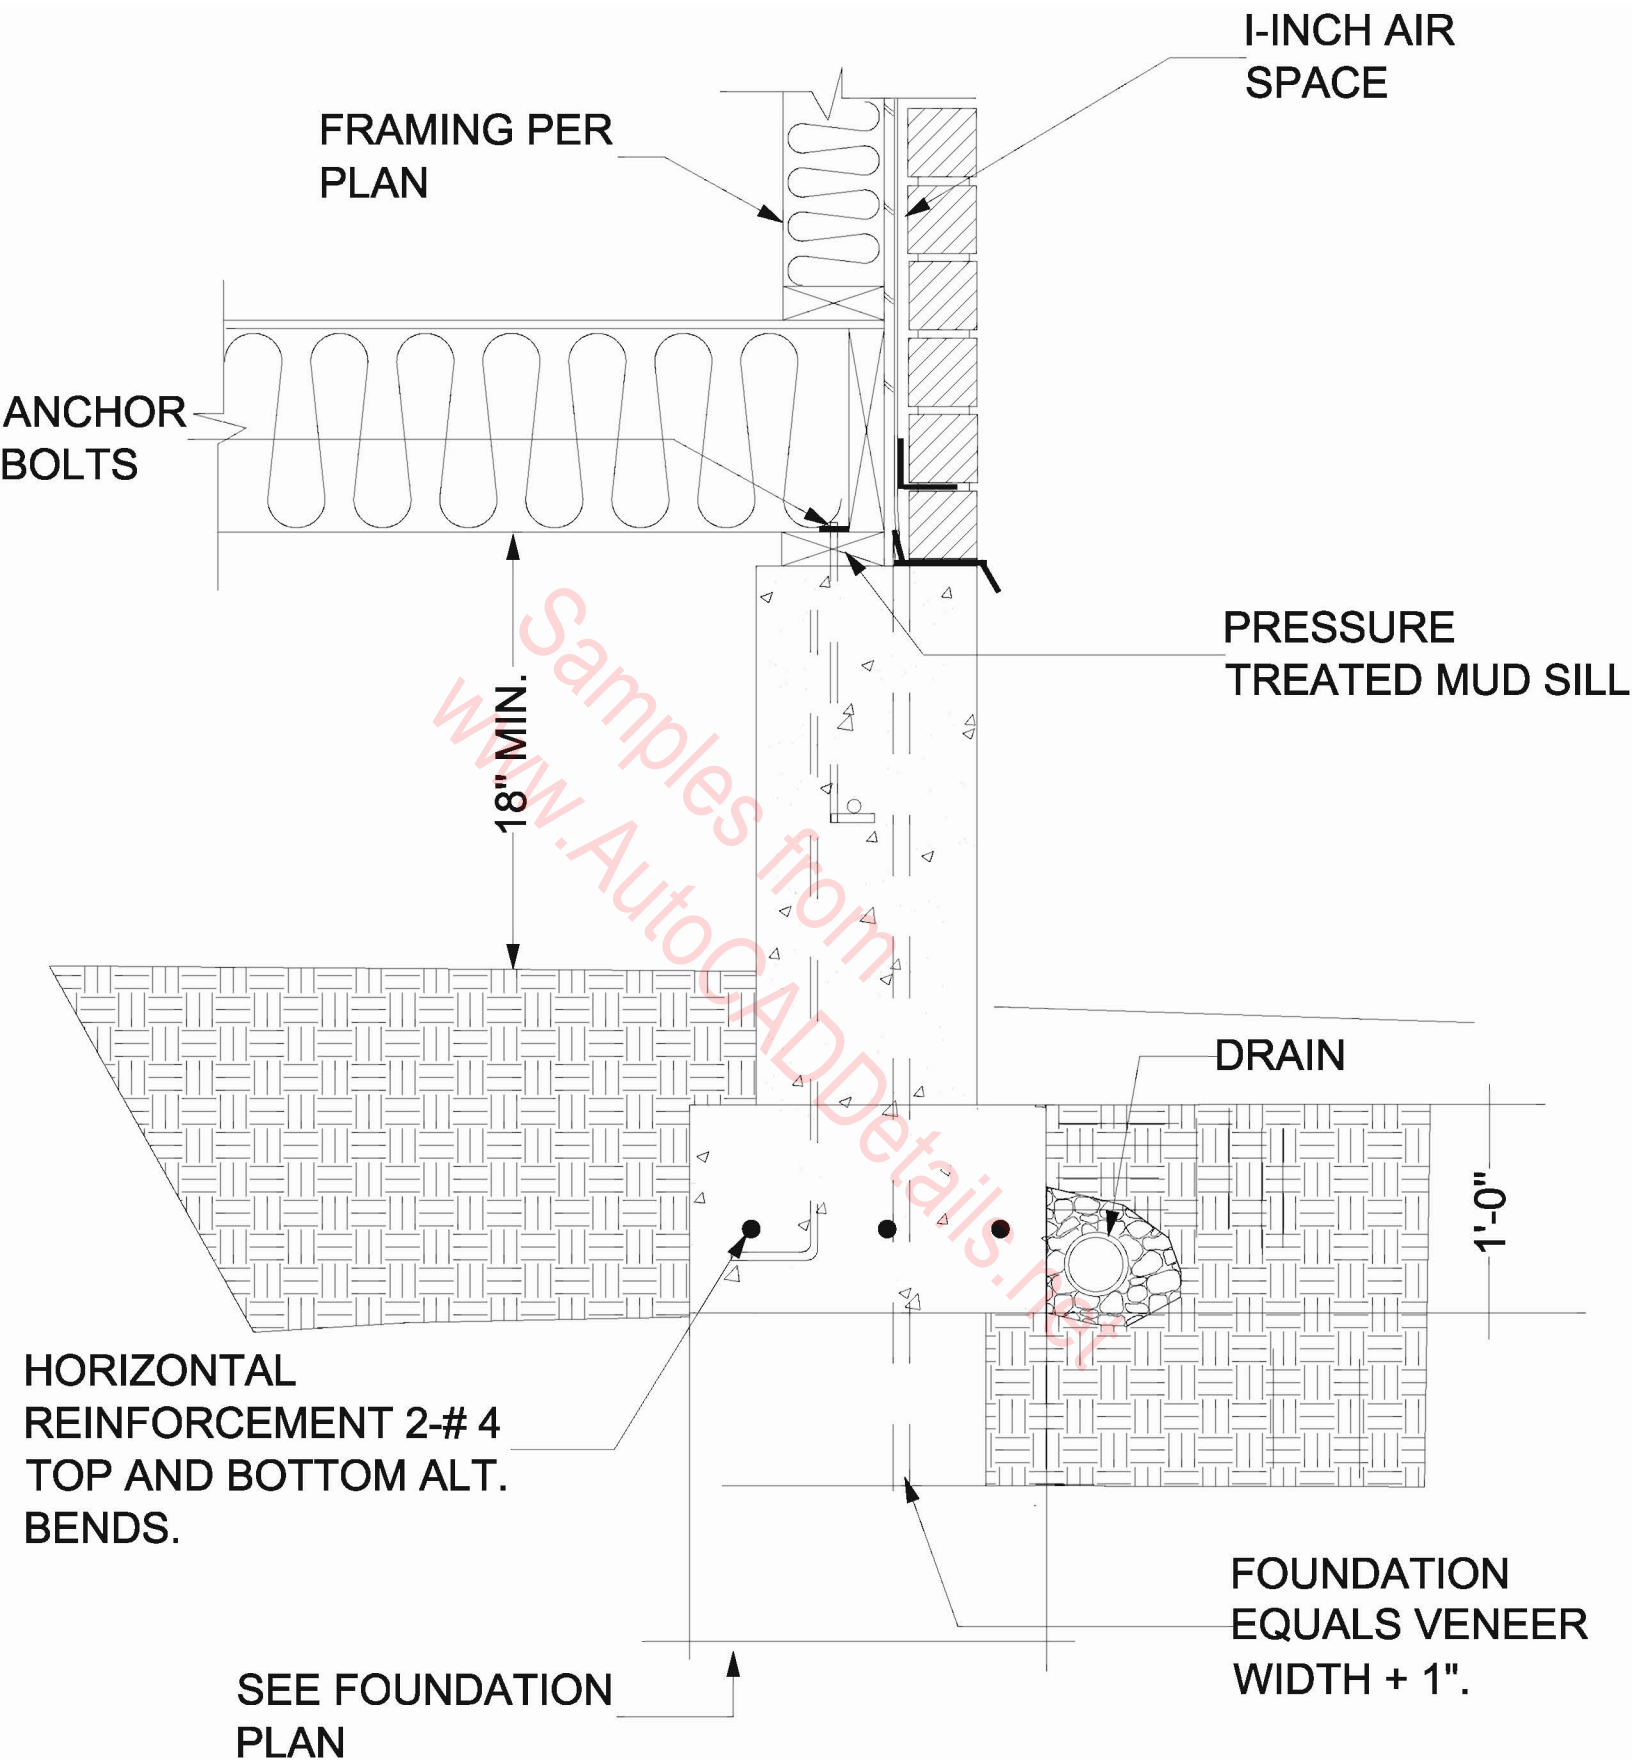 I-INCH AIR
SPACE
FRAMING PER
PLAN
ANCHOR
BOLTS
PRESSURE
TREATED MUD SILL
18" MIN.
Samples from
www.AutoCADDetails.net
DRAIN
1'-0"
HORIZONTAL
REINFORCEMENT 2-# 4
TOP AND BOTTOM ALT.
BENDS.
FOUNDATION
EQUALS VENEER
WIDTH + 1".
SEE FOUNDATION
PLAN